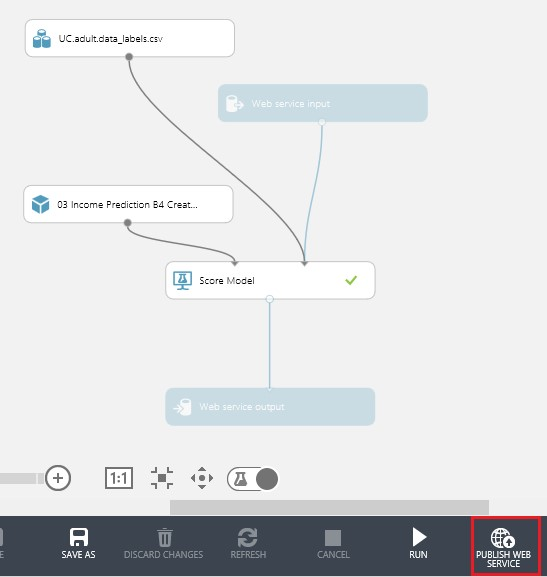 UC.adult.data_labels.csv
Web service input
03 Income Prediction B4 Creat...
Score Model
Web service output
1:1
E
SAVE AS
DISCARD CHANGES
REFRESH
CANCEL
RUN
PUBLISH WEB
SERVICE